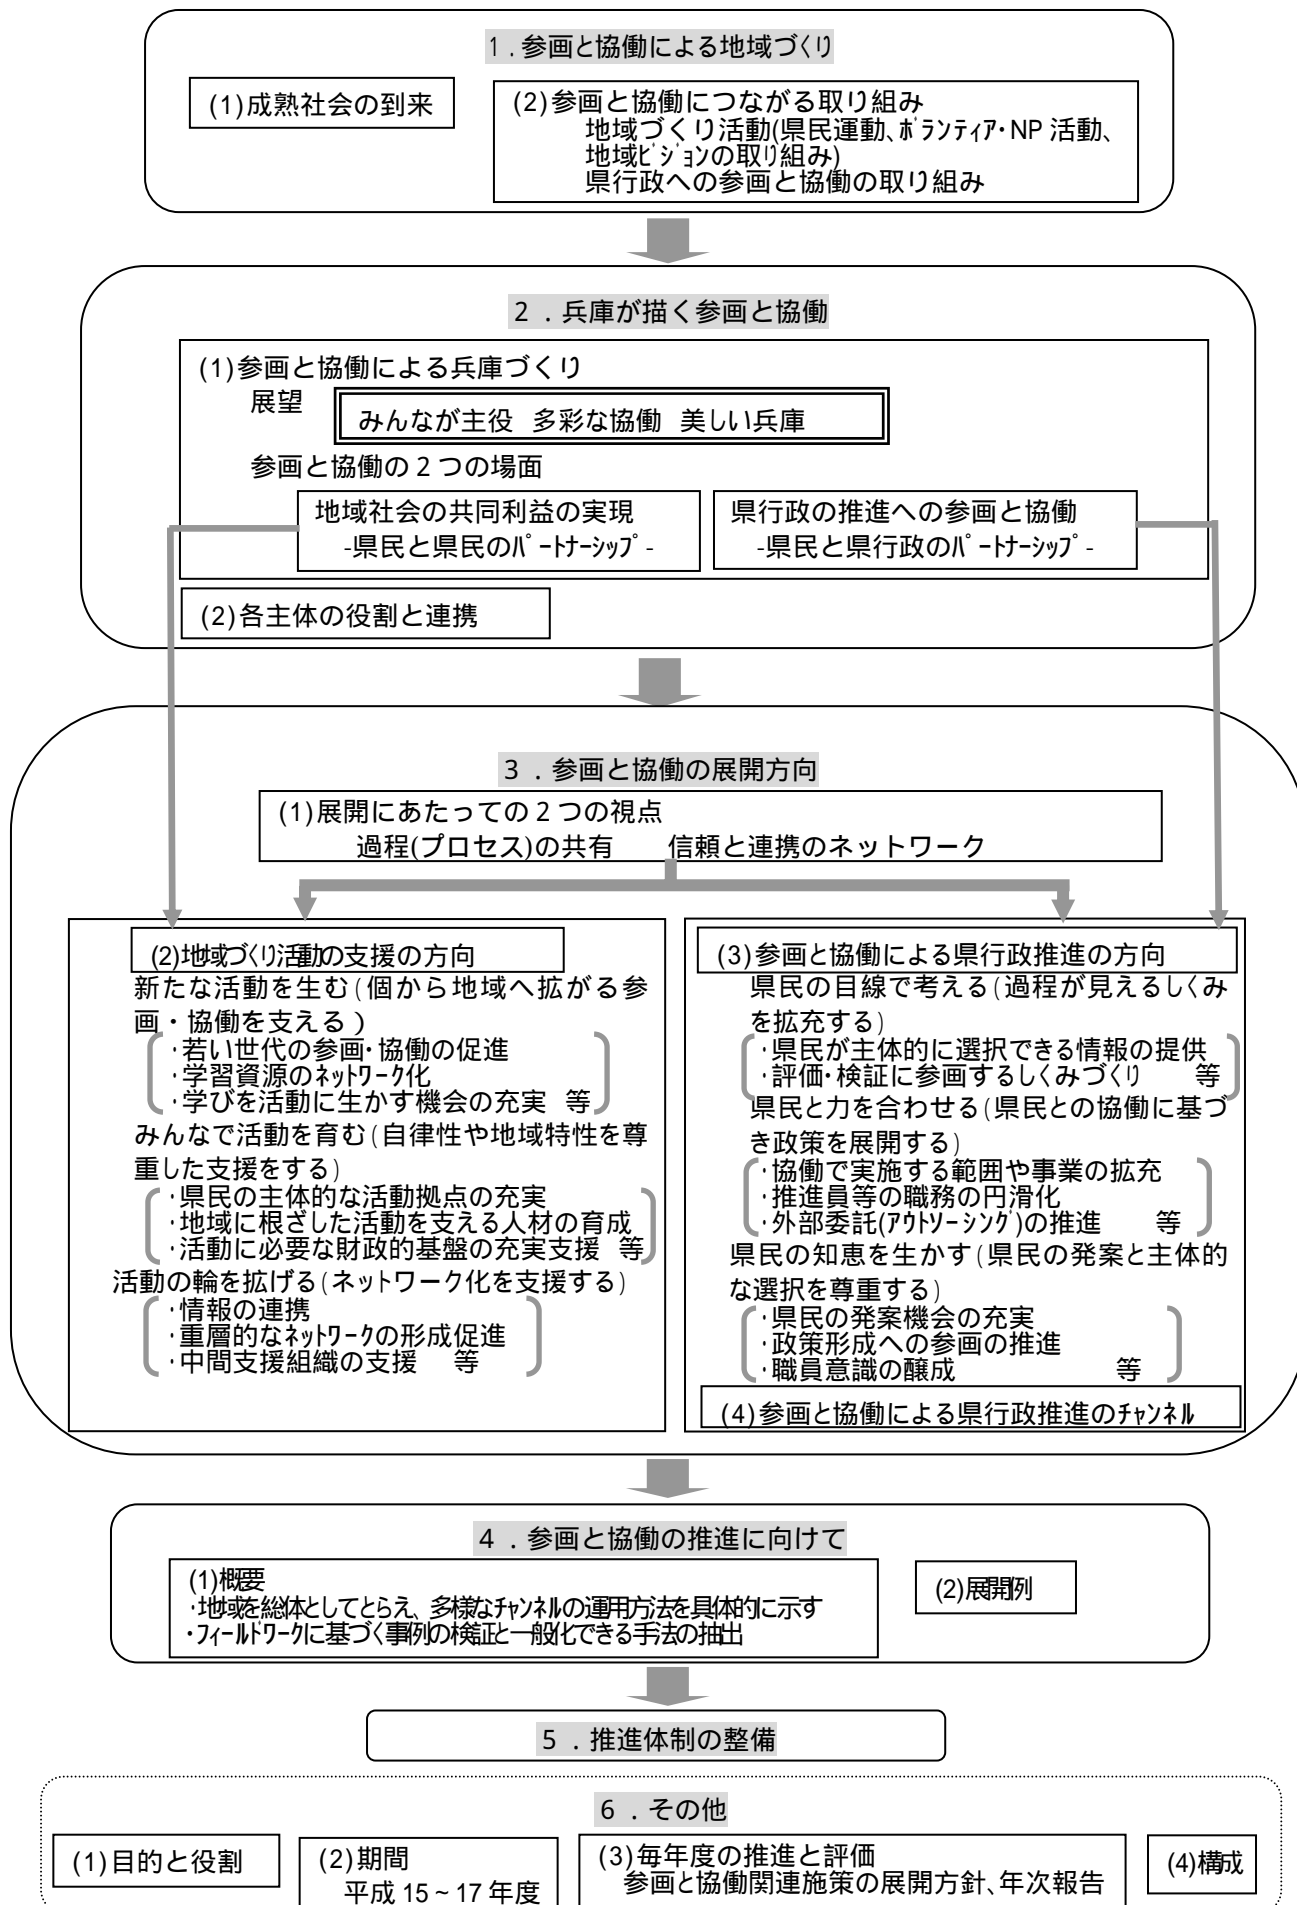 1．参画と協働による地域づくり
(1)成熟社会の到来
(2)参画と協働につながる取り組み
地域づくり活動(県民運動、ﾎﾞﾗﾝﾃｨｱ･NP 活動、
地域ﾋﾞｼﾞｮﾝの取り組み)
県行政への参画と協働の取り組み
２．兵庫が描く参画と協働
(1)参画と協働による兵庫づくり
展望
みんなが主役 多彩な協働 美しい兵庫
参画と協働の２つの場面
地域社会の共同利益の実現
-県民と県民のﾊﾟｰﾄﾅｰｼｯﾌﾟ-
県行政の推進への参画と協働
-県民と県行政のﾊﾟｰﾄﾅｰｼｯﾌﾟ-
(2)各主体の役割と連携
３．参画と協働の展開方向
(1)展開にあたっての２つの視点
過程(プロセス)の共有 信頼と連携のネットワーク
(2)地域づくり活動の支援の方向
新たな活動を生む(個から地域へ拡がる参
画・協働を支える)
･若い世代の参画･協働の促進
･学習資源のﾈｯﾄﾜｰｸ化
･学びを活動に生かす機会の充実 等
みんなで活動を育む(自律性や地域特性を尊
重した支援をする)
･県民の主体的な活動拠点の充実
･地域に根ざした活動を支える人材の育成
･活動に必要な財政的基盤の充実支援 等
活動の輪を拡げる(ネットワーク化を支援する)
･情報の連携
･重層的なﾈｯﾄﾜｰｸの形成促進
･中間支援組織の支援 等
(3)参画と協働による県行政推進の方向
県民の目線で考える(過程が見えるしくみ
を拡充する)
･県民が主体的に選択できる情報の提供
･評価･検証に参画するしくみづくり 等
県民と力を合わせる(県民との協働に基づ
き政策を展開する)
･協働で実施する範囲や事業の拡充
･推進員等の職務の円滑化
･外部委託(ｱｳﾄｿｰｼﾝｸﾞ)の推進 等
県民の知恵を生かす(県民の発案と主体的
な選択を尊重する)
･県民の発案機会の充実
･政策形成への参画の推進
･職員意識の醸成 等
(4)参画と協働による県行政推進のﾁｬﾝﾈﾙ
４．参画と協働の推進に向けて
(1)概要
･地域を総体としてとらえ、多様なﾁｬﾝﾈﾙの運用方法を具体的に示す
･ﾌｨｰﾙﾄﾞﾜｰｸに基づく事例の検証と一般化できる手法の抽出
(2)展開例
５．推進体制の整備
６．その他
(1)目的と役割
(2)期間
平成 15～17 年度
(3)毎年度の推進と評価
参画と協働関連施策の展開方針、年次報告
(4)構成